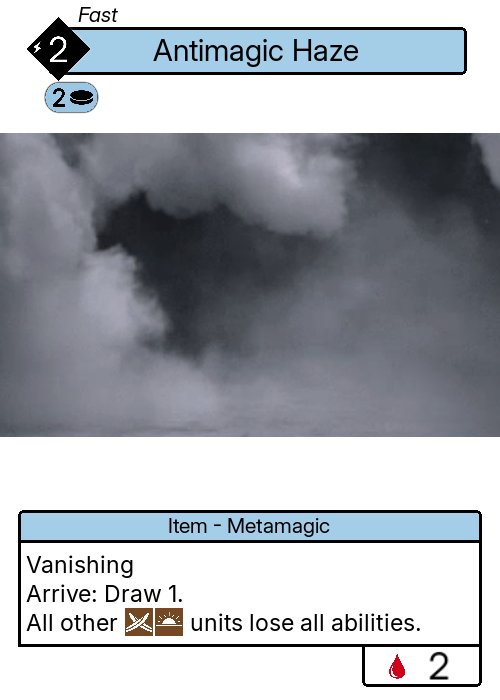 Fast
2 Antimagic Haze
2
Item - Metamagic
Vanishing
Arrive: Draw 1.
All other units lose all abilities.
2